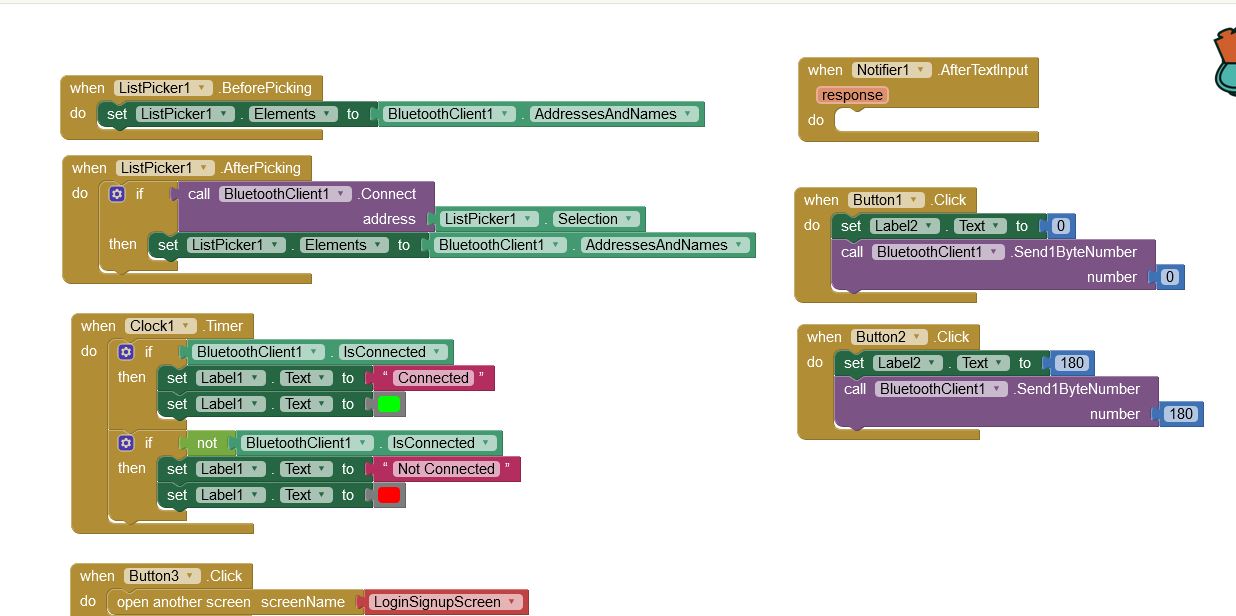 when ListPicker1 .BeforePicking
do set ListPicker1 . Elements to BluetoothClient1 . AddressesAndNames
when ListPicker1 .AfterPicking
do if call BluetoothClient1 .Connect
address ListPicker1 . Selection
then set ListPicker1 . Elements to BluetoothClient1 . AddressesAndNames
when Clock1 .Timer
do if BluetoothClient1 . IsConnected
then set Label1 . Text to “ Connected ”
set Label1 . Text to
if not BluetoothClient1 . IsConnected
then set Label1 . Text to “ Not Connected ”
set Label1 . Text to
when Button3 .Click
do open another screen screenName LoginSignupScreen
when Notifier1 .AfterTextInput
response
do
when Button1 .Click
do set Label2 . Text to 0
call BluetoothClient1 .Send1ByteNumber
number 0
when Button2 .Click
do set Label2 . Text to 180
call BluetoothClient1 .Send1ByteNumber
number 180